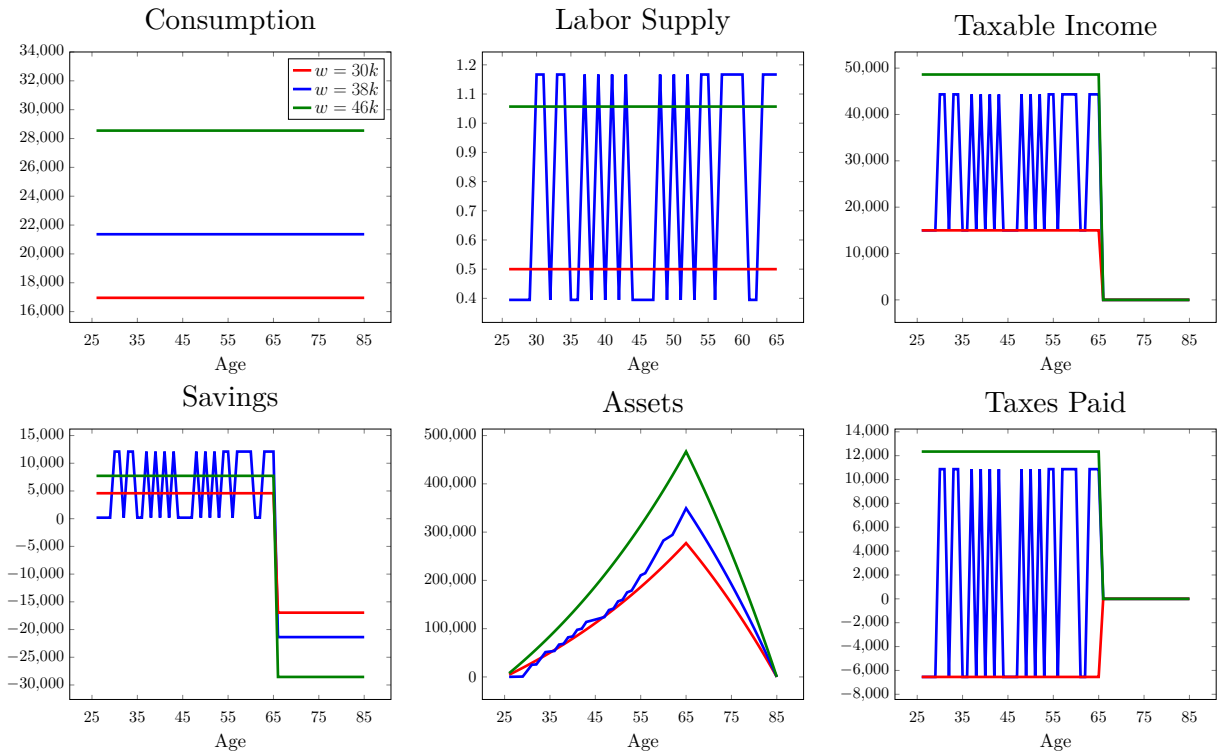 Consumption
34,000
32,000
30,000
28,000
26,000
24,000
22,000
20,000
18,000
16,000
w = 30k
w = 38k
w = 46k
25 35 45 55 65 75 85
Age
Labor Supply
1.2
1.1
1.0
0.9
0.8
0.7
0.6
0.5
0.4
25 30 35 40 45 50 55 60 65
Age
Taxable Income
50,000
40,000
30,000
20,000
10,000
0
25 35 45 55 65 75 85
Age
Savings
15,000
10,000
5,000
0
−5,000
−10,000
−15,000
−20,000
−25,000
−30,000
25 35 45 55 65 75 85
Age
Assets
500,000
400,000
300,000
200,000
100,000
0
25 35 45 55 65 75 85
Age
Taxes Paid
14,000
12,000
10,000
8,000
6,000
4,000
2,000
0
−2,000
−4,000
−6,000
−8,000
25 35 45 55 65 75 85
Age